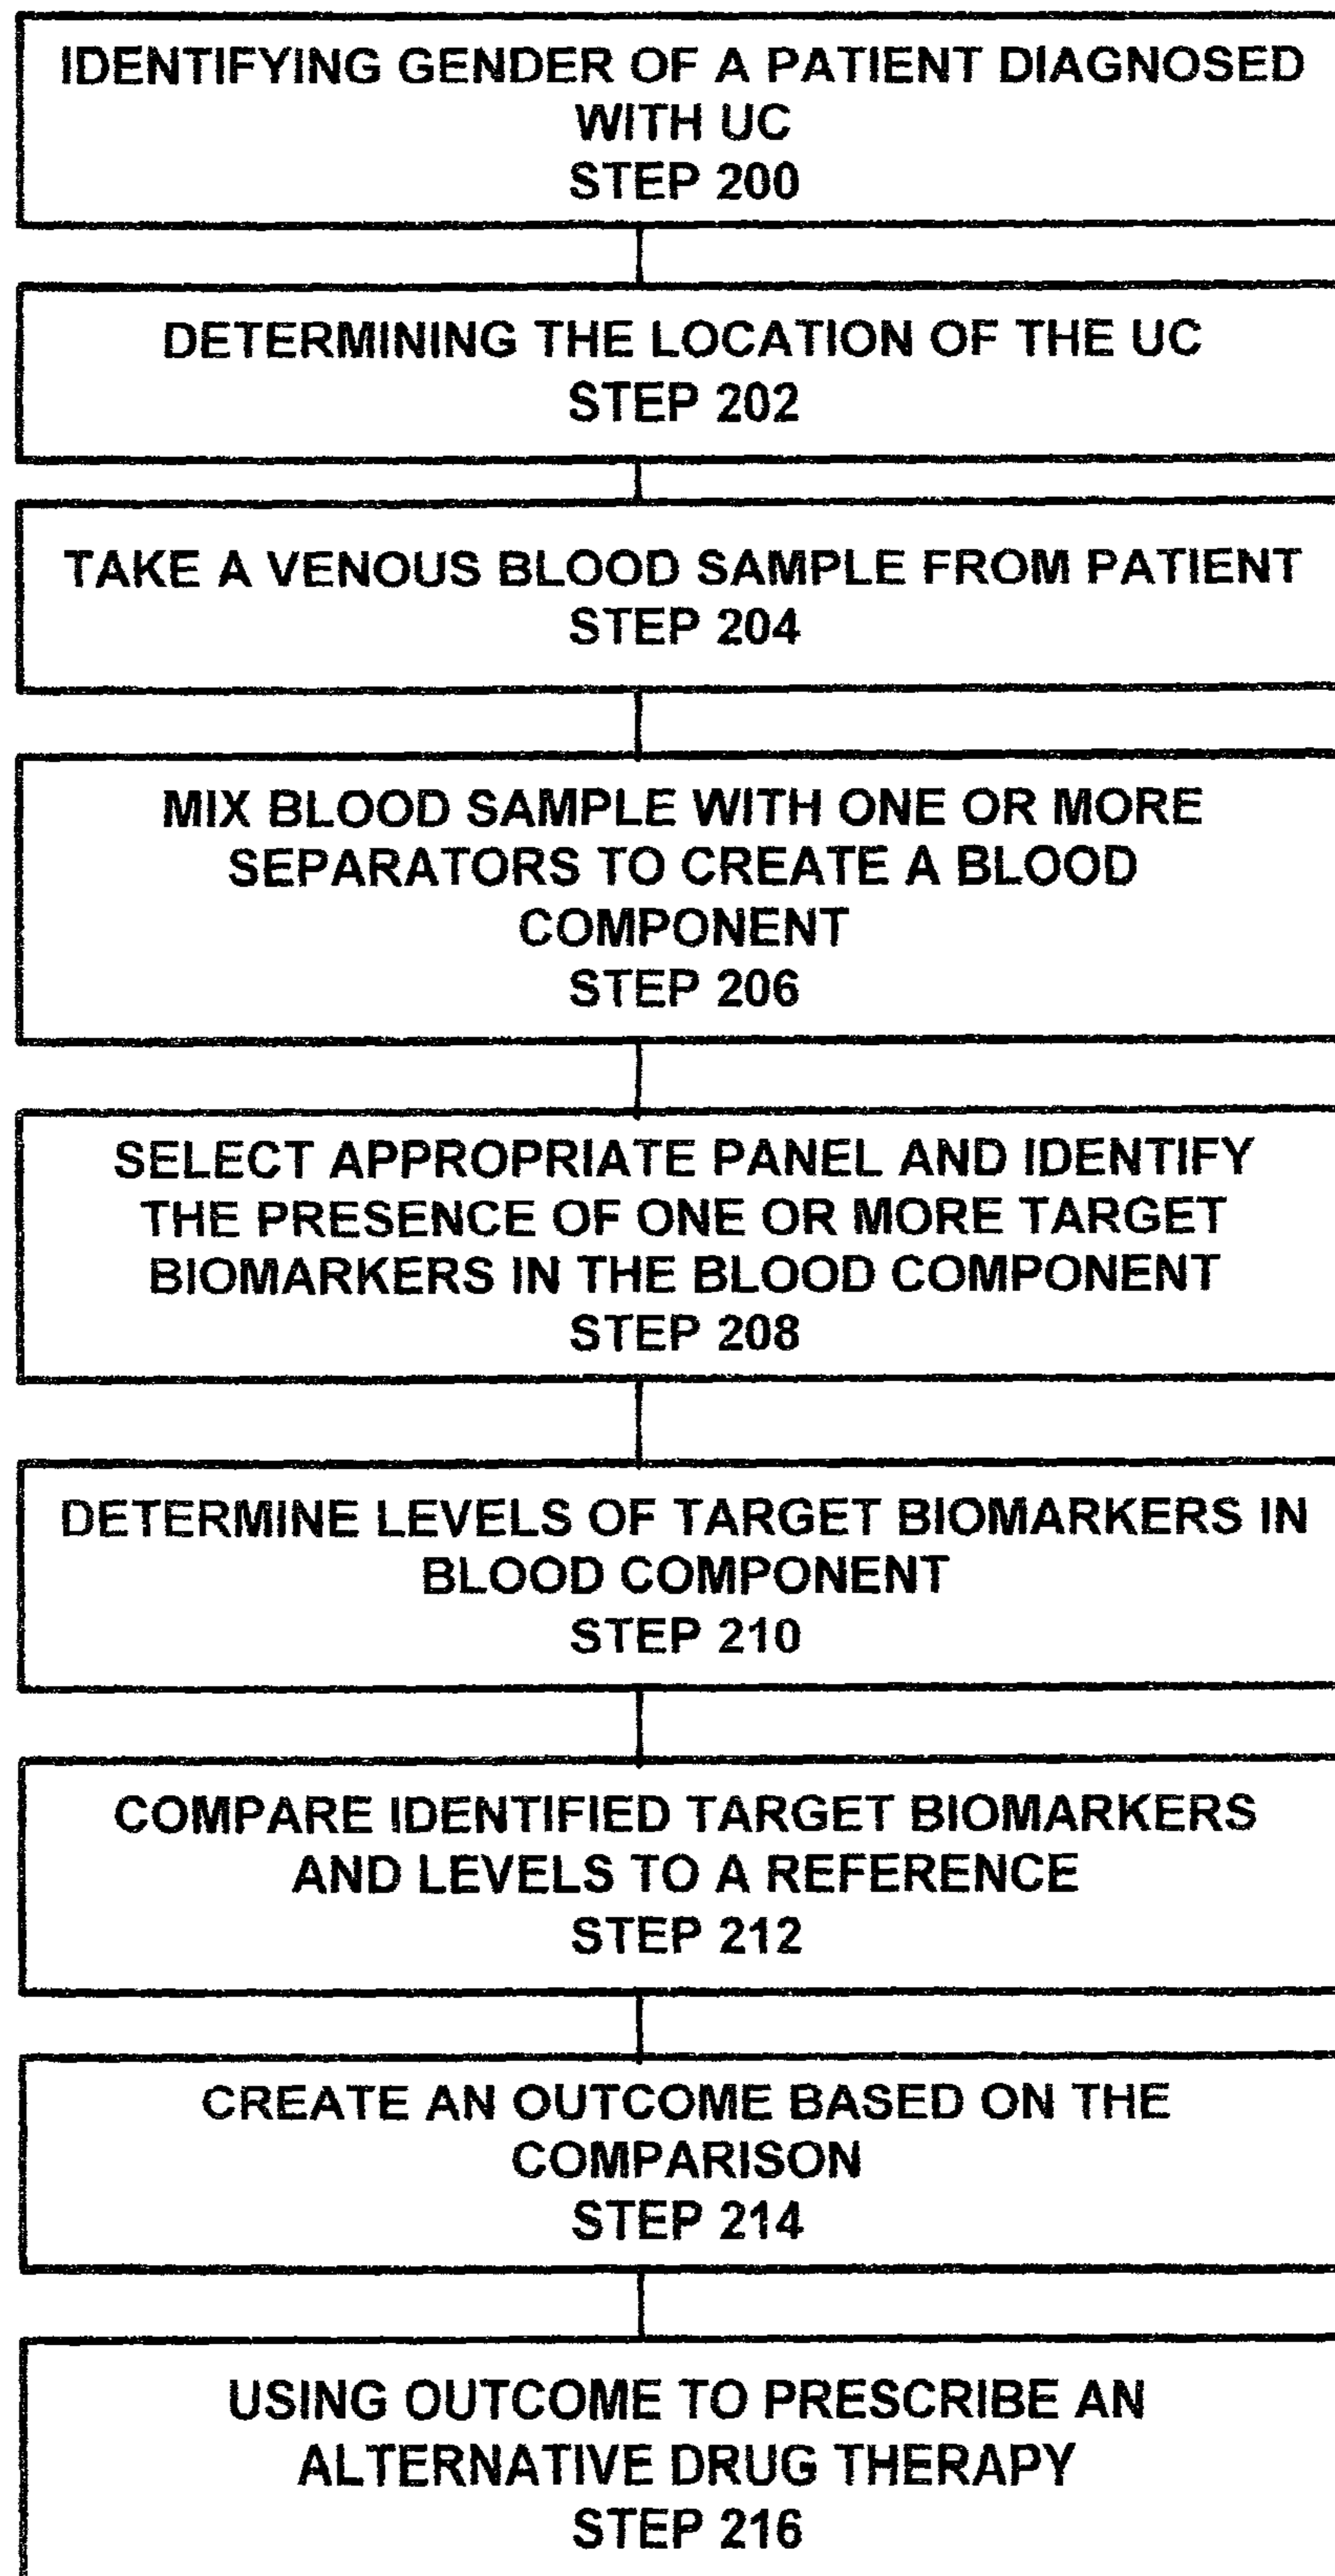 IDENTIFYING GENDER OF A PATIENT DIAGNOSED
WITH UC
STEP 200
DETERMINING THE LOCATION OF THE UC
STEP 202
TAKE A VENOUS BLOOD SAMPLE FROM PATIENT
STEP 204
MIX BLOOD SAMPLE WITH ONE OR MORE
SEPARATORS TO CREATE A BLOOD
COMPONENT
STEP 206
SELECT APPROPRIATE PANEL AND IDENTIFY
THE PRESENCE OF ONE OR MORE TARGET
BIOMARKERS IN THE BLOOD COMPONENT
STEP 208
DETERMINE LEVELS OF TARGET BIOMARKERS IN
BLOOD COMPONENT
STEP 210
COMPARE IDENTIFIED TARGET BIOMARKERS
AND LEVELS TO A REFERENCE
STEP 212
CREATE AN OUTCOME BASED ON THE
COMPARISON
STEP 214
USING OUTCOME TO PRESCRIBE AN
ALTERNATIVE DRUG THERAPY
STEP 216